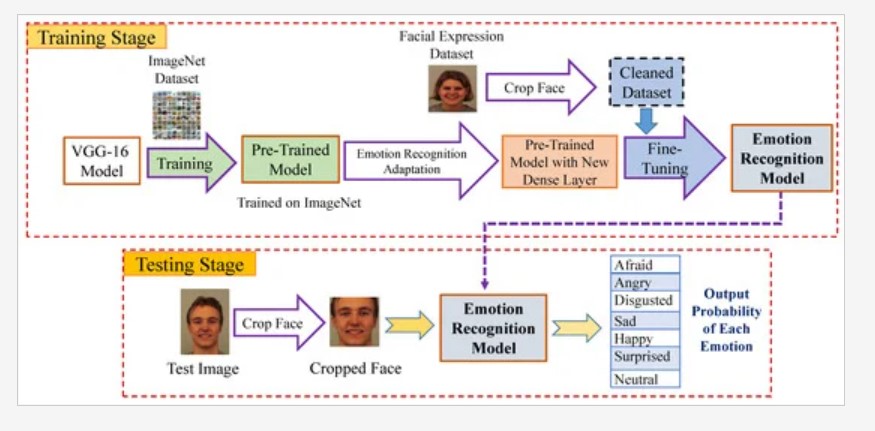 Training Stage
ImageNet
Dataset
Facial Expression
Dataset
Crop Face
Cleaned
Dataset
VGG-16
Model
Training
Pre-Trained
Model
Trained on ImageNet
Emotion Recognition
Adaptation
Pre-Trained
Model with New
Dense Layer
Fine-
Tuning
Emotion
Recognition
Model
Testing Stage
Test Image
Crop Face
Cropped Face
Emotion
Recognition
Model
Afraid
Angry
Disgusted
Sad
Happy
Surprised
Neutral
Output
Probability
of Each
Emotion